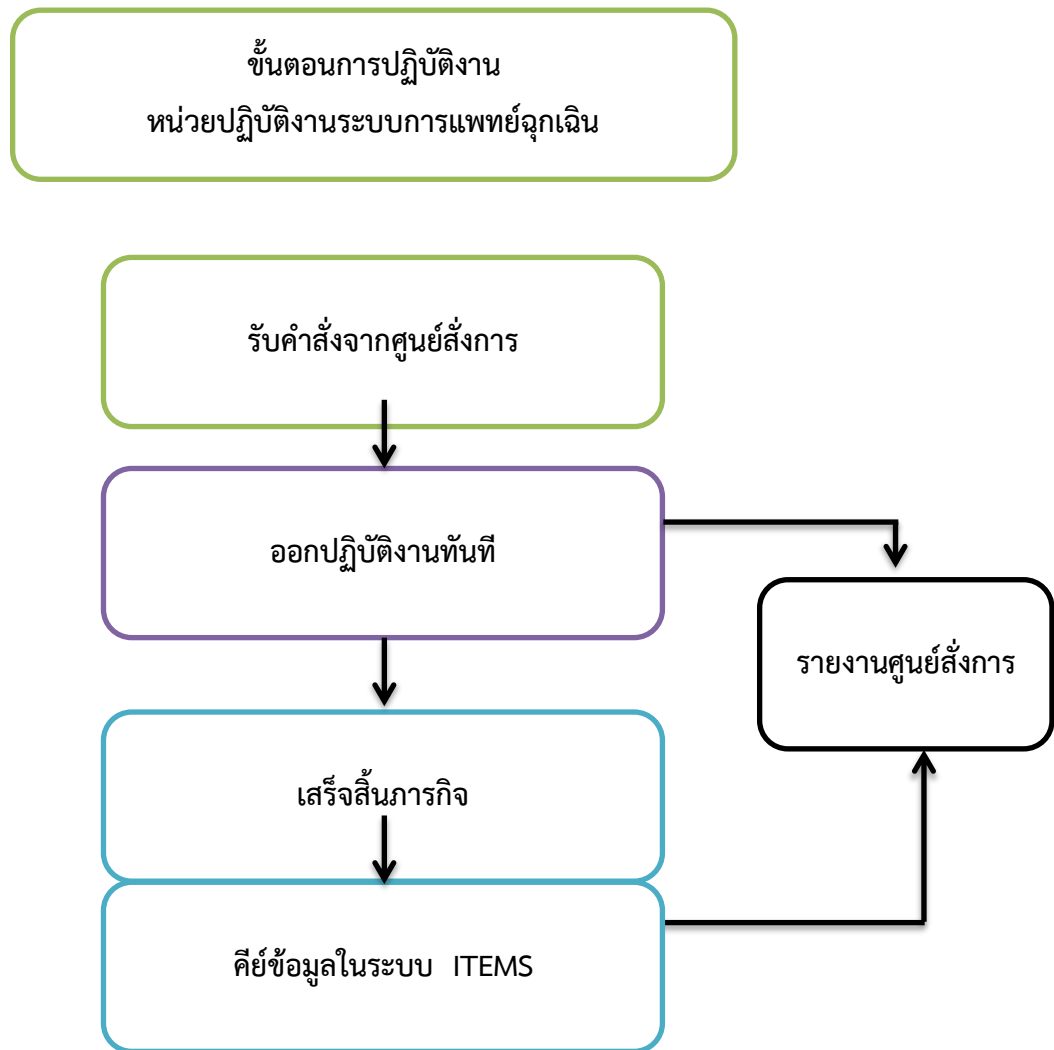 ขั้นตอนการปฏิบัติงาน
หน่วยปฏิบัติงานระบบการแพทย์ฉุกเฉิน
รับคำสั่งจากศูนย์สั่งการ
ออกปฏิบัติงานทันที
รายงานศูนย์สั่งการ
เสร็จสิ้นภารกิจ
คีย์ข้อมูลในระบบ ITEMS